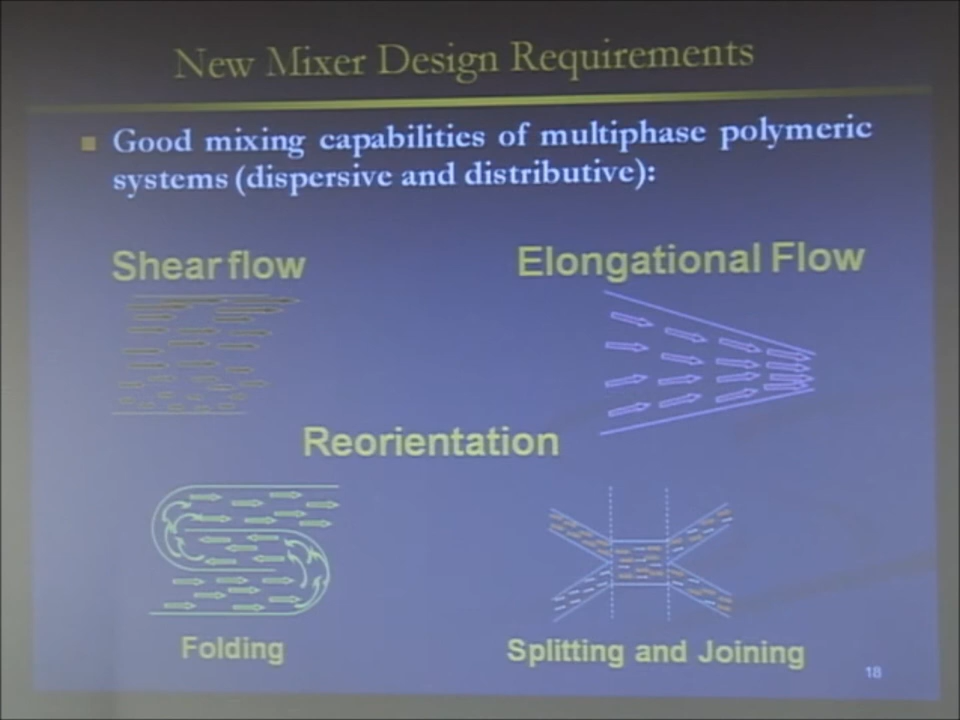 New Mixer Design Requirements
Good mixing capabilities of multiphase polymeric
systems (dispersive and distributive):
Shear flow
Elongational Flow
Reorientation
Folding
Splitting and Joining
18